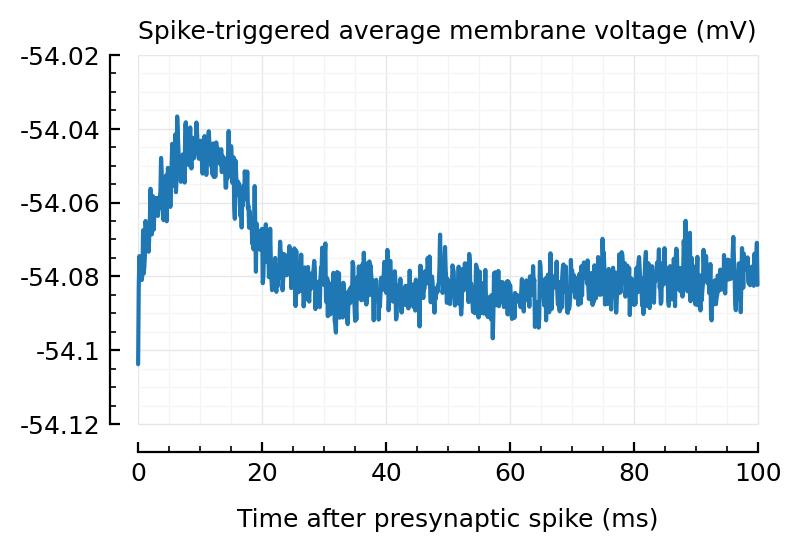 Spike-triggered average membrane voltage (mV)
-54.02
-54.04
-54.06
-54.08
-54.1
-54.12
0 20 40 60 80 100
Time after presynaptic spike (ms)